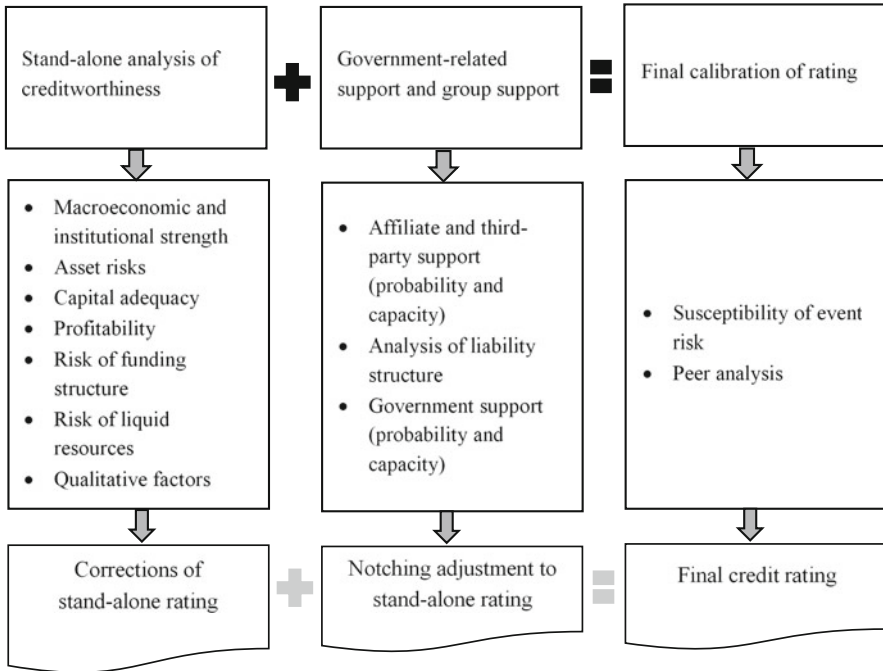 Stand-alone analysis of
creditworthiness
Government-related
support and group support
Final calibration of rating
• Macroeconomic and
institutional strength
• Asset risks
• Capital adequacy
• Profitability
• Risk of funding
structure
• Risk of liquid
resources
• Qualitative factors
• Affiliate and third-
party support
(probability and
capacity)
• Analysis of liability
structure
• Government support
(probability and
capacity)
• Susceptibility of event
risk
• Peer analysis
Corrections of
stand-alone rating
Notching adjustment to
stand-alone rating
Final credit rating